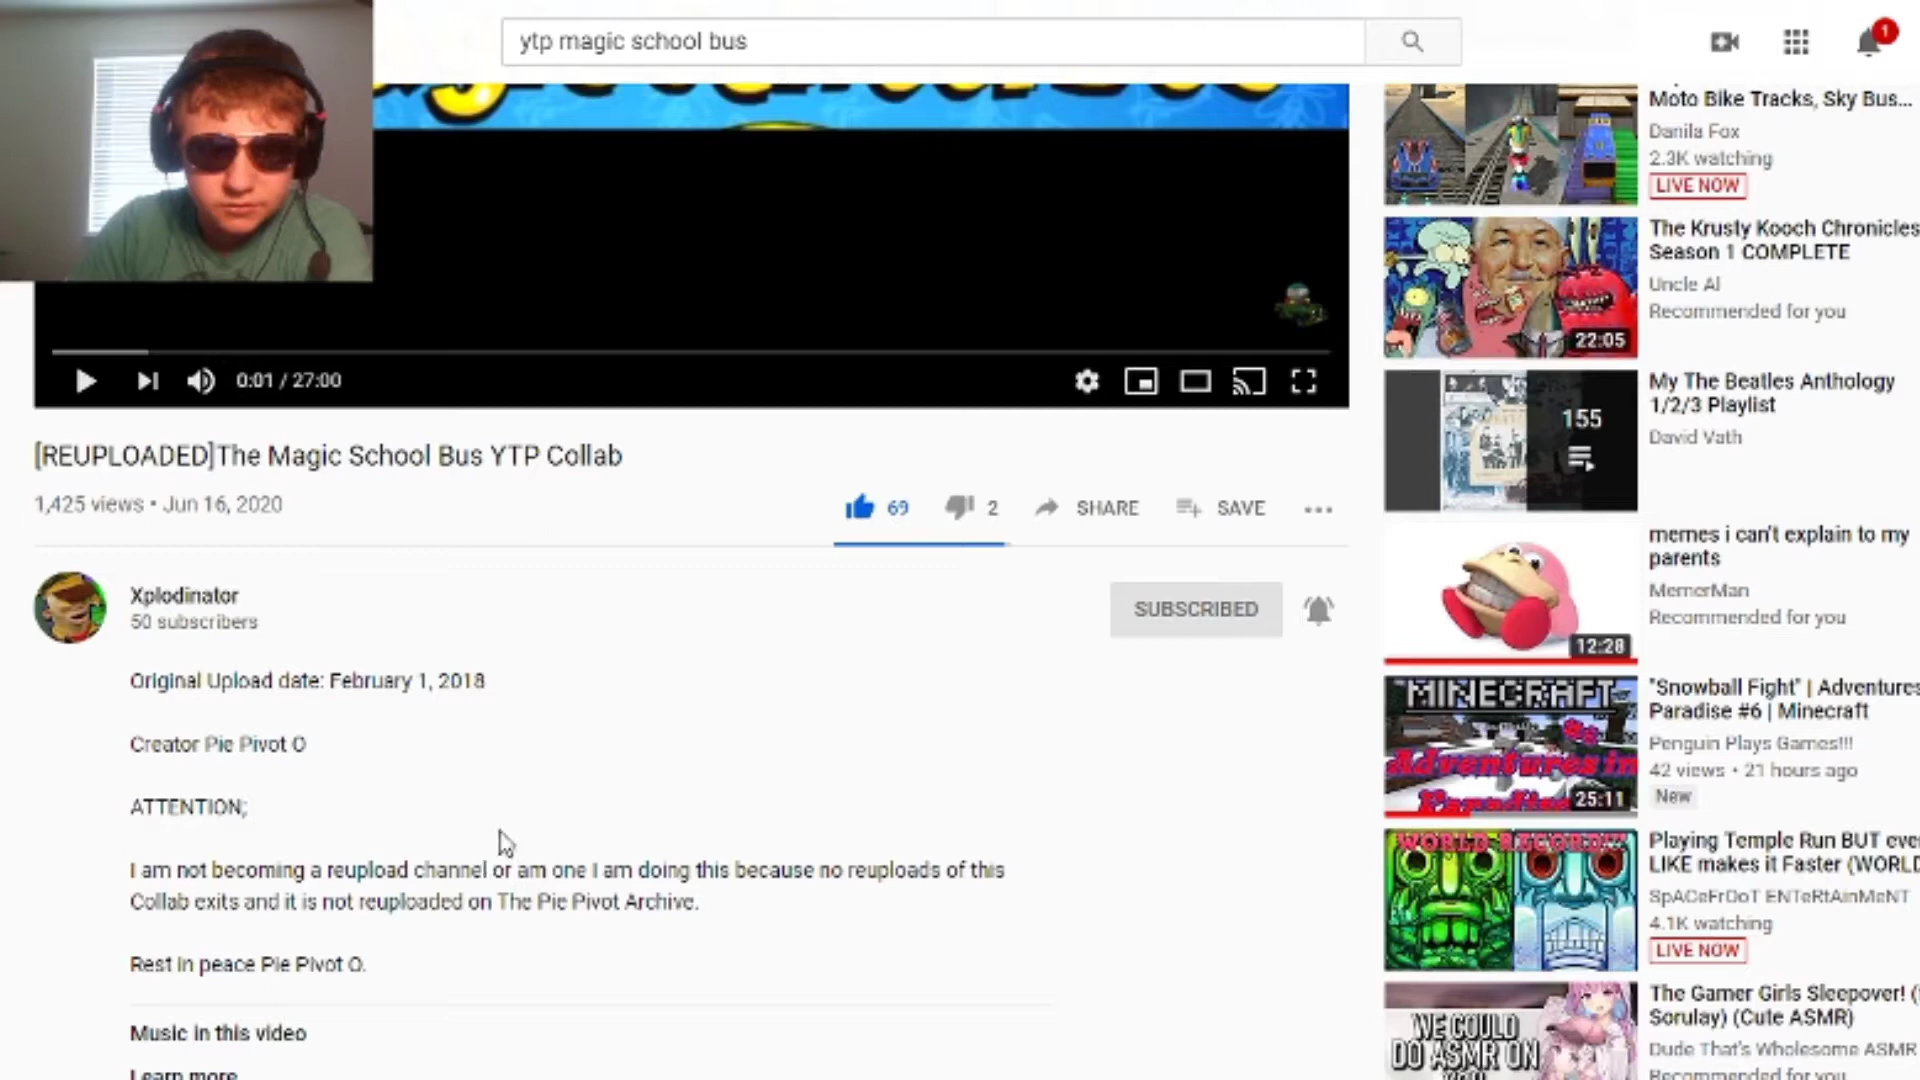 ytp magic school bus
1
0:01 / 27:00
[REUPLOADED]The Magic School Bus YTP Collab
1,425 views • Jun 16, 2020
69
2
SHARE
SAVE
Xplodinator
50 subscribers
SUBSCRIBED
Original Upload date: February 1, 2018
Creator Pie Pivot O
ATTENTION;
I am not becoming a reupload channel or am one I am doing this because no reuploads of this
Collab exits and it is not reuploaded on The Pie Pivot Archive.
Rest in peace Pie Pivot O.
Music in this video
Learn more
Moto Bike Tracks, Sky Bus...
Danila Fox
2.3K watching
LIVE NOW
The Krusty Kooch Chronicles
Season 1 COMPLETE
Uncle Al
Recommended for you
22:05
My The Beatles Anthology
1/2/3 Playlist
David Vath
155
memes i can't explain to my
parents
MemerMan
Recommended for you
12:28
"Snowball Fight" | Adventures
Paradise #6 | Minecraft
Penguin Plays Games!!!
42 views • 21 hours ago
New
MINECRAFT
#6
Adventures in
Paradise
25:11
Playing Temple Run BUT eve
LIKE makes it Faster (WORLD
SpACeFrDoT ENTeRtAinMeNT
4.1K watching
LIVE NOW
WORLD RECORD!!!
The Gamer Girls Sleepover! (
Sorulay) (Cute ASMR)
Dude That's Wholesome ASMR
Recommended for you
WE COULD
DO ASMR ON